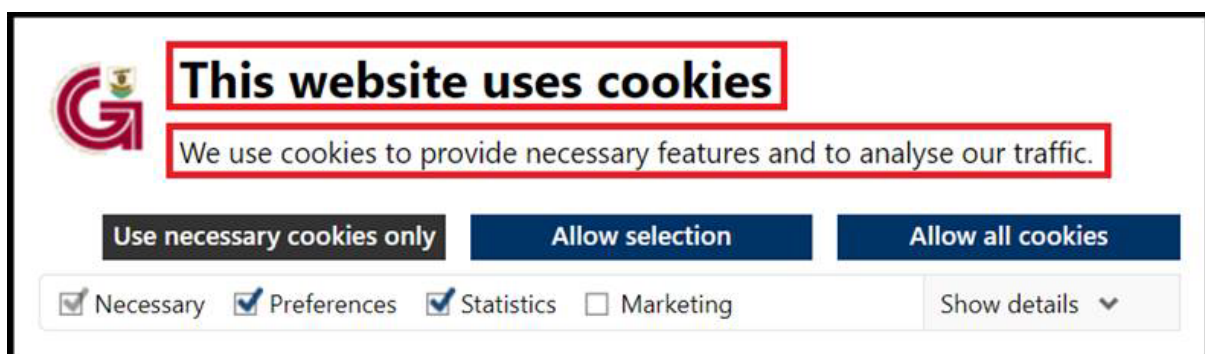 This website uses cookies
We use cookies to provide necessary features and to analyse our traffic.
Use necessary cookies only Allow selection Allow all cookies
Necessary Preferences Statistics Marketing Show details